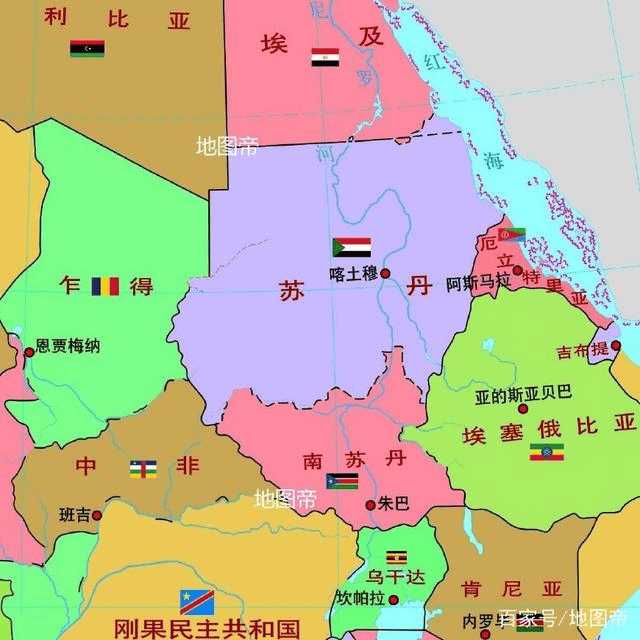 利比亚
埃及
尼罗河
红海
地图帝
乍得
恩贾梅纳
苏丹
喀土穆
厄立特里亚
阿斯马拉
吉布提
亚的斯亚贝巴
埃塞俄比亚
中非
班吉
南苏丹
地图帝
朱巴
乌干达
坎帕拉
肯尼亚
内罗
刚果民主共和国
百家号/地图帝